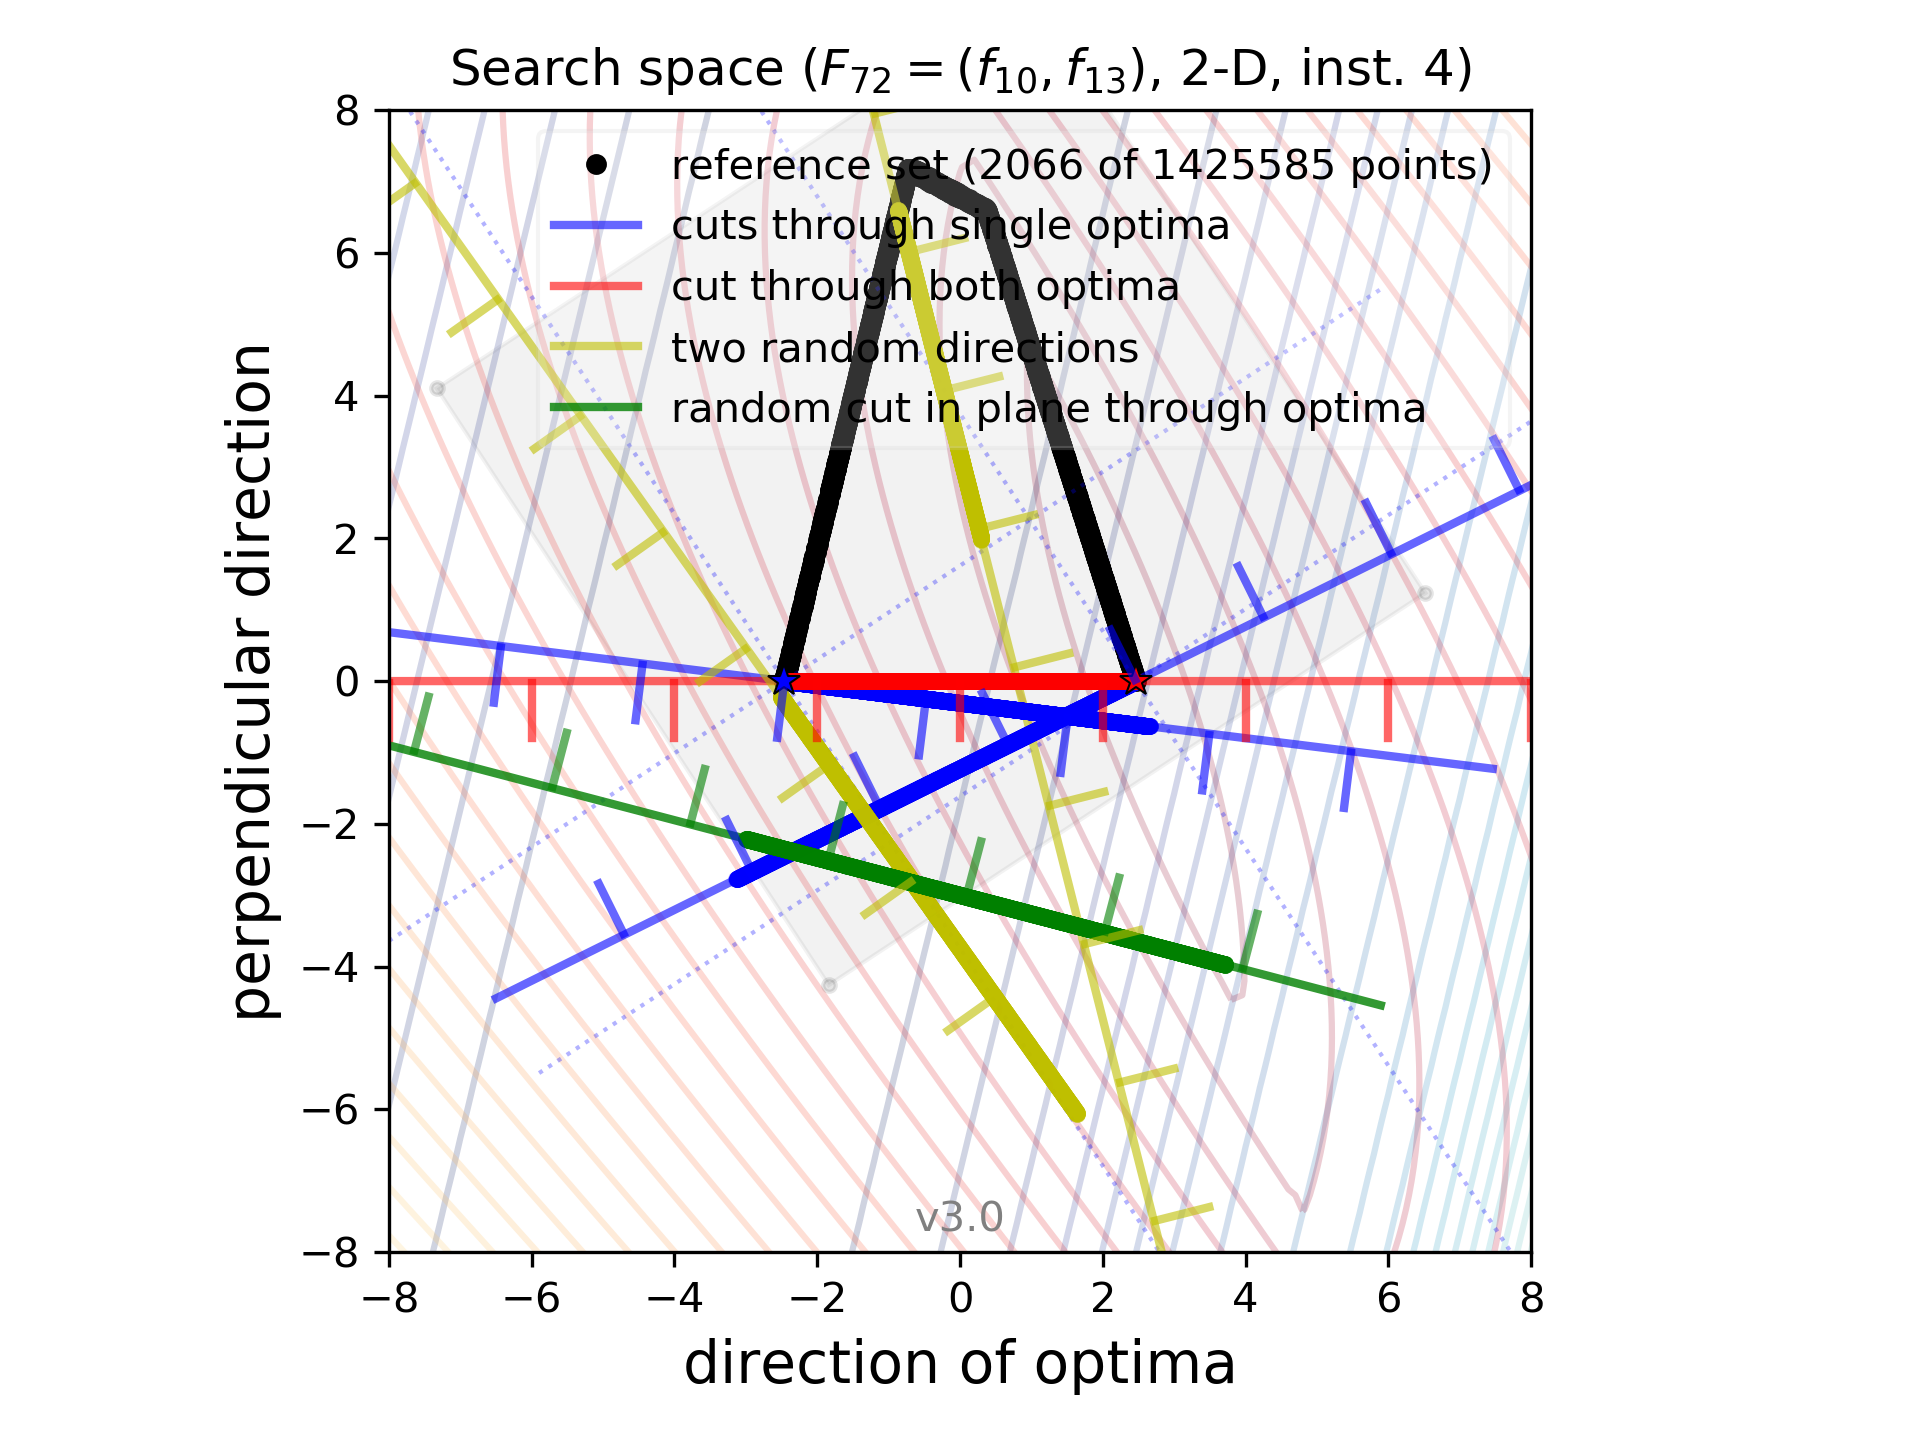 Search space (F72 = (f10, f13), 2-D, inst. 4)
reference set (2066 of 1425585 points)
cuts through single optima
cut through both optima
two random directions
random cut in plane through optima
perpendicular direction
8
6
4
2
0
−2
−4
−6
−8
v3.0
−8 −6 −4 −2 0 2 4 6 8
direction of optima